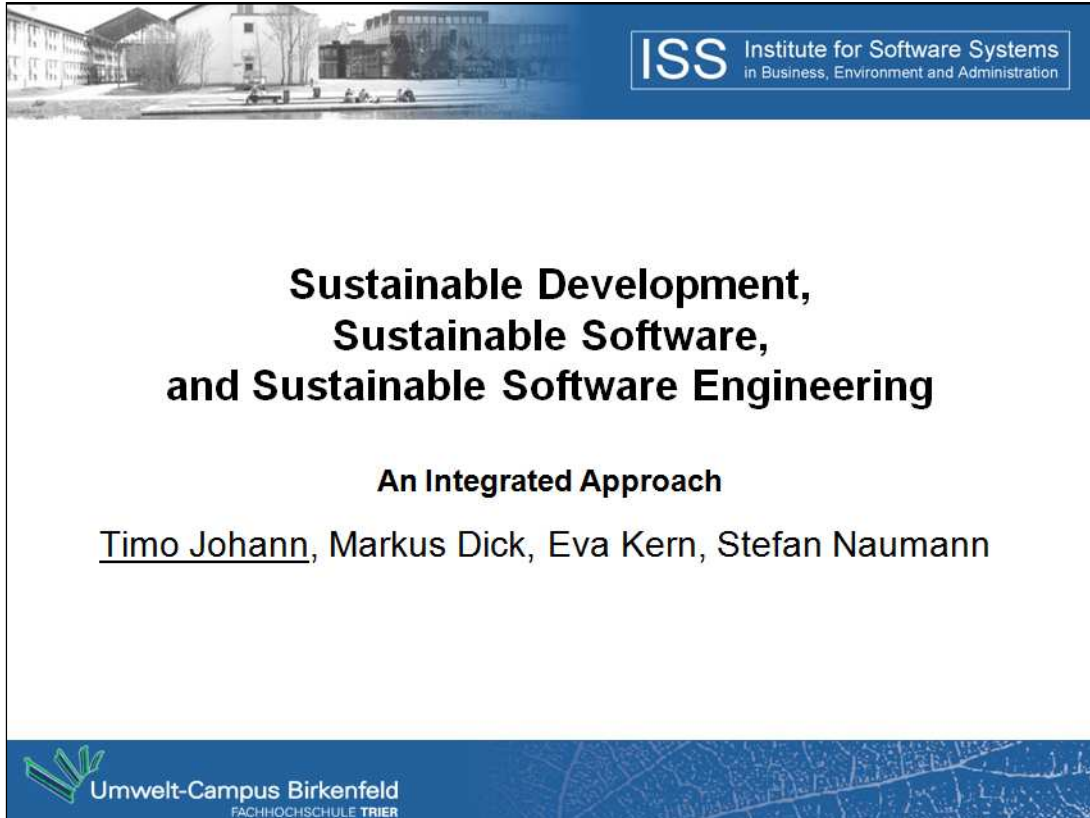 ISS Institute for Software Systems
in Business, Environment and Administration
Sustainable Development,
Sustainable Software,
and Sustainable Software Engineering
An Integrated Approach
Timo Johann, Markus Dick, Eva Kern, Stefan Naumann
Umwelt-Campus Birkenfeld
FACHHOCHSCHULE TRIER